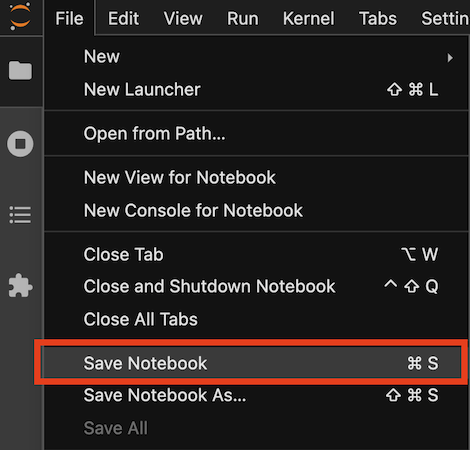 File Edit View Run Kernel Tabs Settin
New
New Launcher ⇧ ⌘ L
Open from Path...
New View for Notebook
New Console for Notebook
Close Tab ⌥ W
Close and Shutdown Notebook ^ ⇧ Q
Close All Tabs
Save Notebook ⌘ S
Save Notebook As... ⇧ ⌘ S
Save All